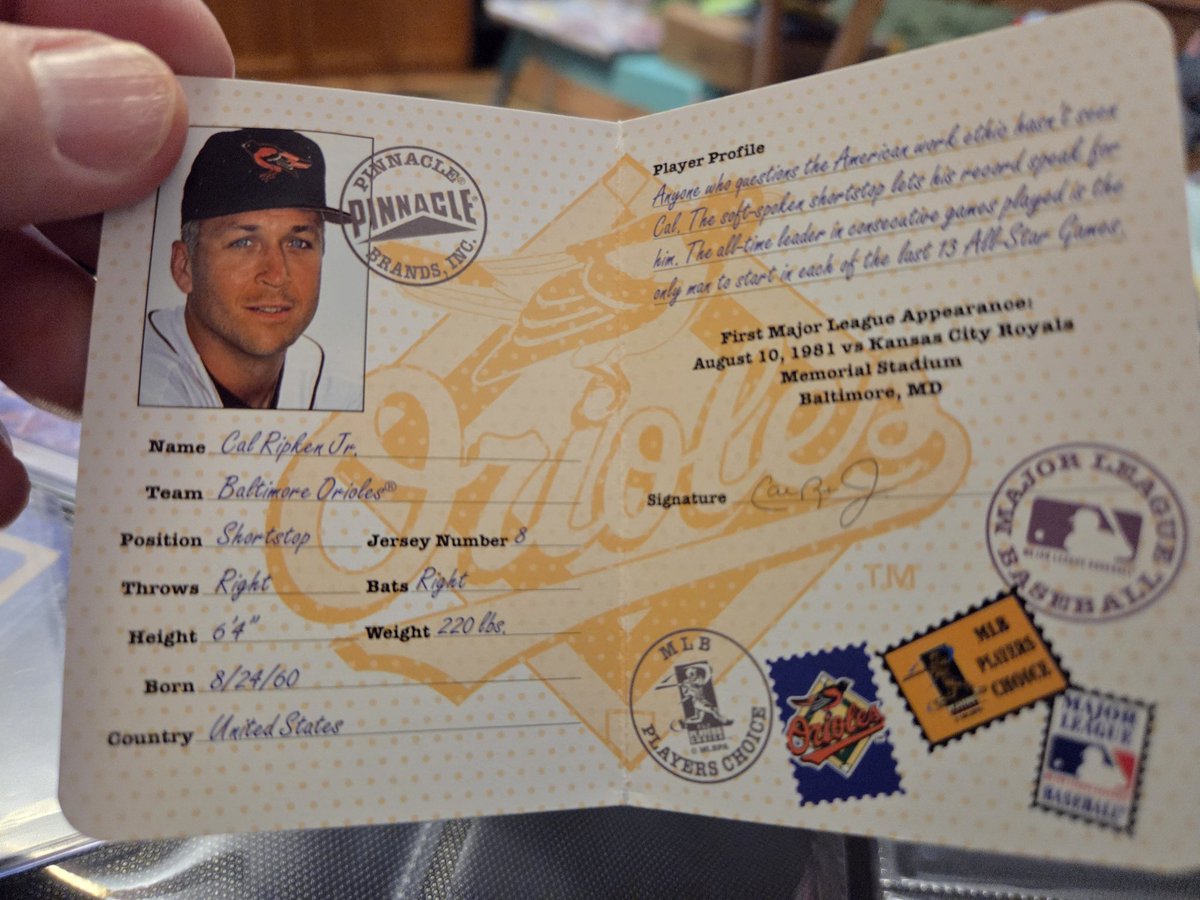 PINNACLE®
PINNACLE
BRANDS, INC.
Name Cal Ripken Jr.
Team Baltimore Orioles®
Position Shortstop Jersey Number 8
Throws Right Bats Right
Height 6'4" Weight 220 lbs.
Born 8/24/60
Country United States
Player Profile
Anyone who questions the American work ethic hasn't seen
Cal. The soft-spoken shortstop lets his record speak for
him. The all-time leader in consecutive games played is the
only man to start in each of the last 13 All-Star Games.
First Major League Appearance:
August 10, 1981 vs Kansas City Royals
Memorial Stadium
Baltimore, MD
Orioles
TM
Signature
MAJOR LEAGUE
BASEBALL
MLB
PLAYERS CHOICE
© MLBPA
Orioles
MLB
PLAYERS
CHOICE
MAJOR
LEAGUE
BASEBALL